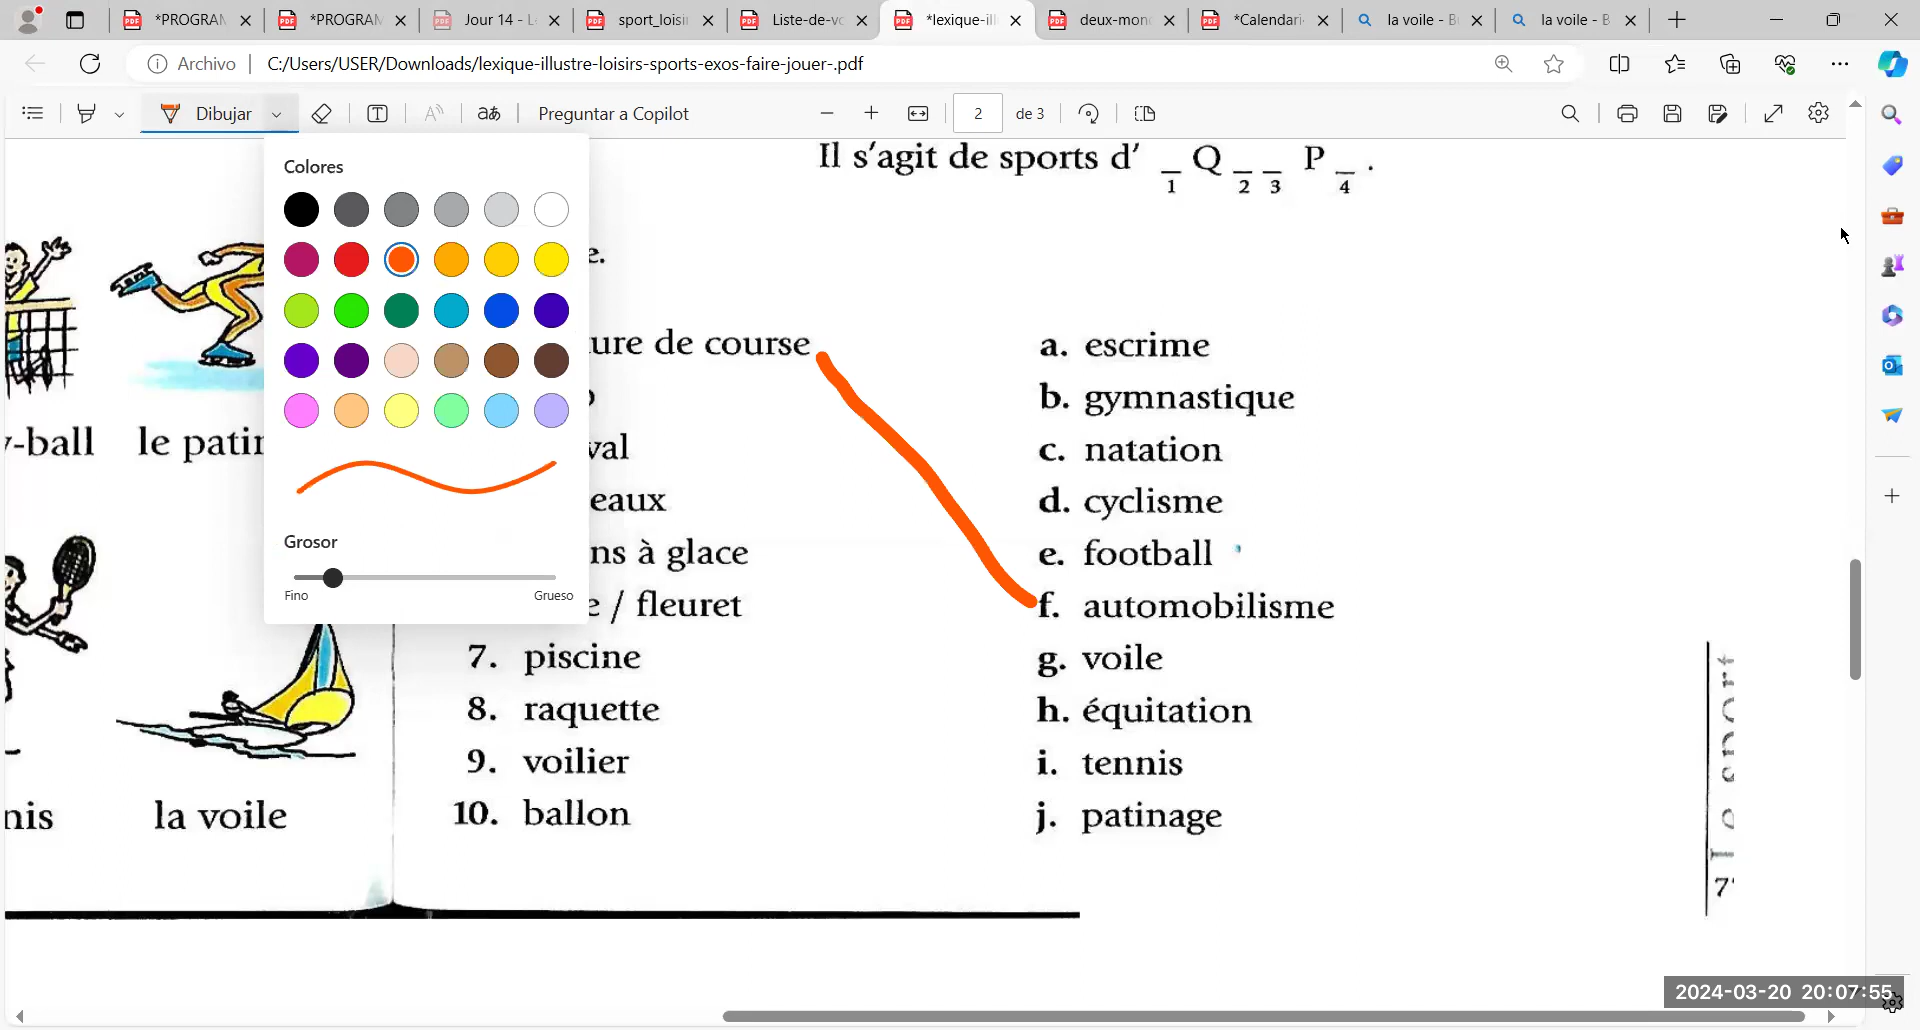 *PROGRAM
*PROGRAM
Jour 14 - L
sport_loisi
Liste-de-vo
*lexique-ill
deux-mon
*Calendari
la voile - B
la voile - B
Archivo
C:/Users/USER/Downloads/lexique-illustre-loisirs-sports-exos-faire-jouer-.pdf
Dibujar
Preguntar a Copilot
2
de 3
Colores
Grosor
Fino
Grueso
Il s'agit de sports d' _ Q _ _ P _ .
1 2 3 4
e.
ure de course
a. escrime
b. gymnastique
val
c. natation
eaux
d. cyclisme
ns à glace
e. football
e / fleuret
f. automobilisme
7. piscine
g. voile
8. raquette
h. équitation
9. voilier
i. tennis
10. ballon
j. patinage
y-ball
le patin
nis
la voile
Le sport
7
2024-03-20 20:07:55